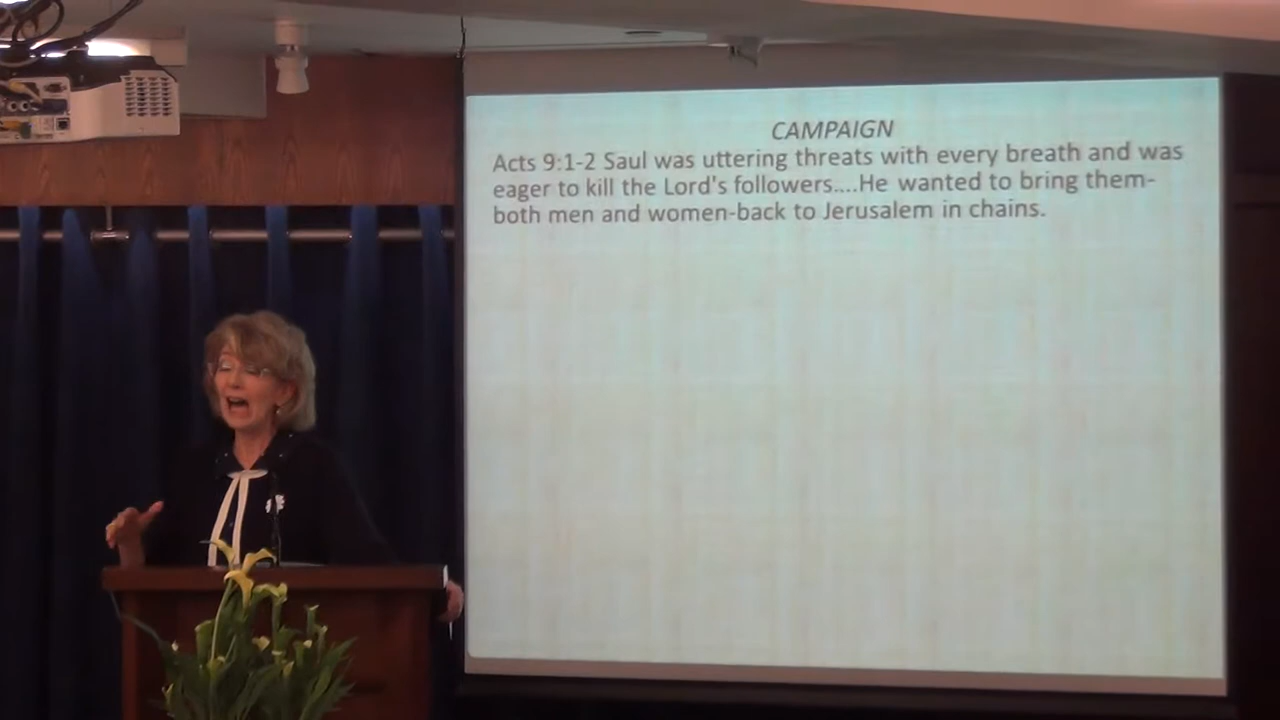 CAMPAIGN
Acts 9:1-2 Saul was uttering threats with every breath and was
eager to kill the Lord's followers....He wanted to bring them-
both men and women-back to Jerusalem in chains.